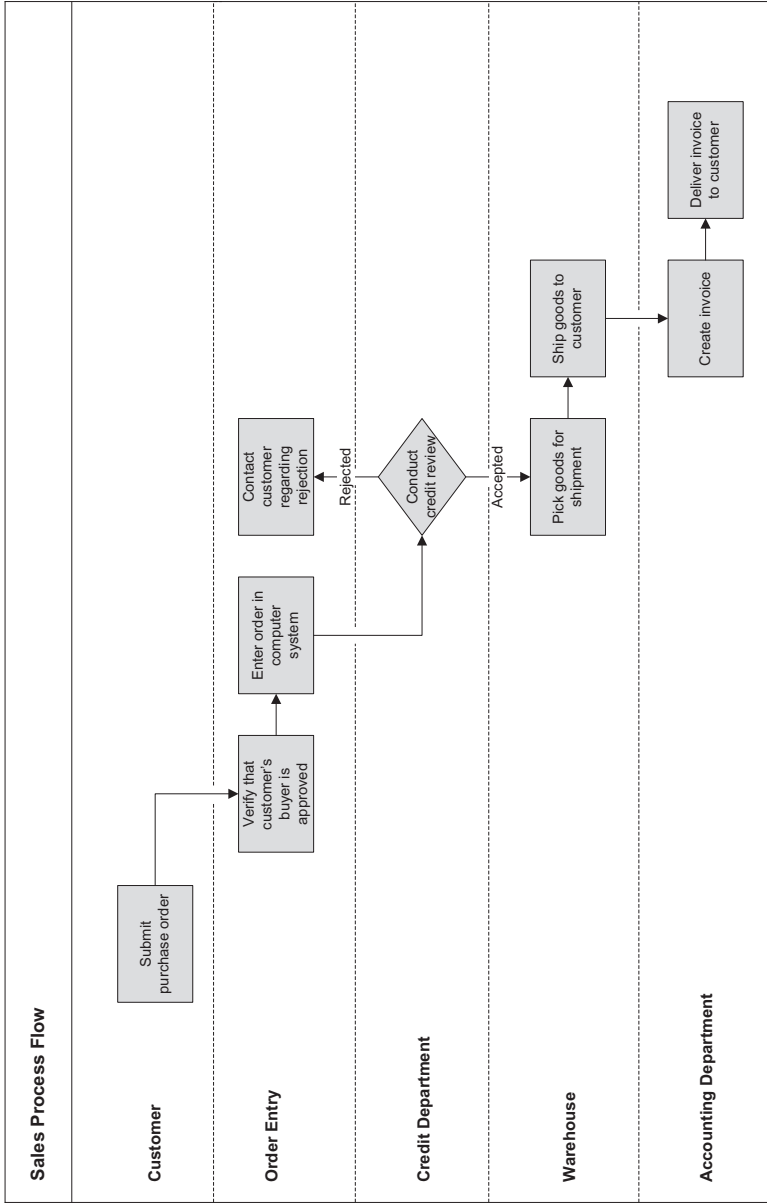 Sales Process Flow
Customer
Submit
purchase order
Order Entry
Verify that
customer’s
buyer is
approved
Enter order in
computer
system
Contact
customer
regarding
rejection
Rejected
Credit Department
Conduct
credit review
Accepted
Warehouse
Pick goods for
shipment
Ship goods to
customer
Accounting Department
Create invoice
Deliver invoice
to customer